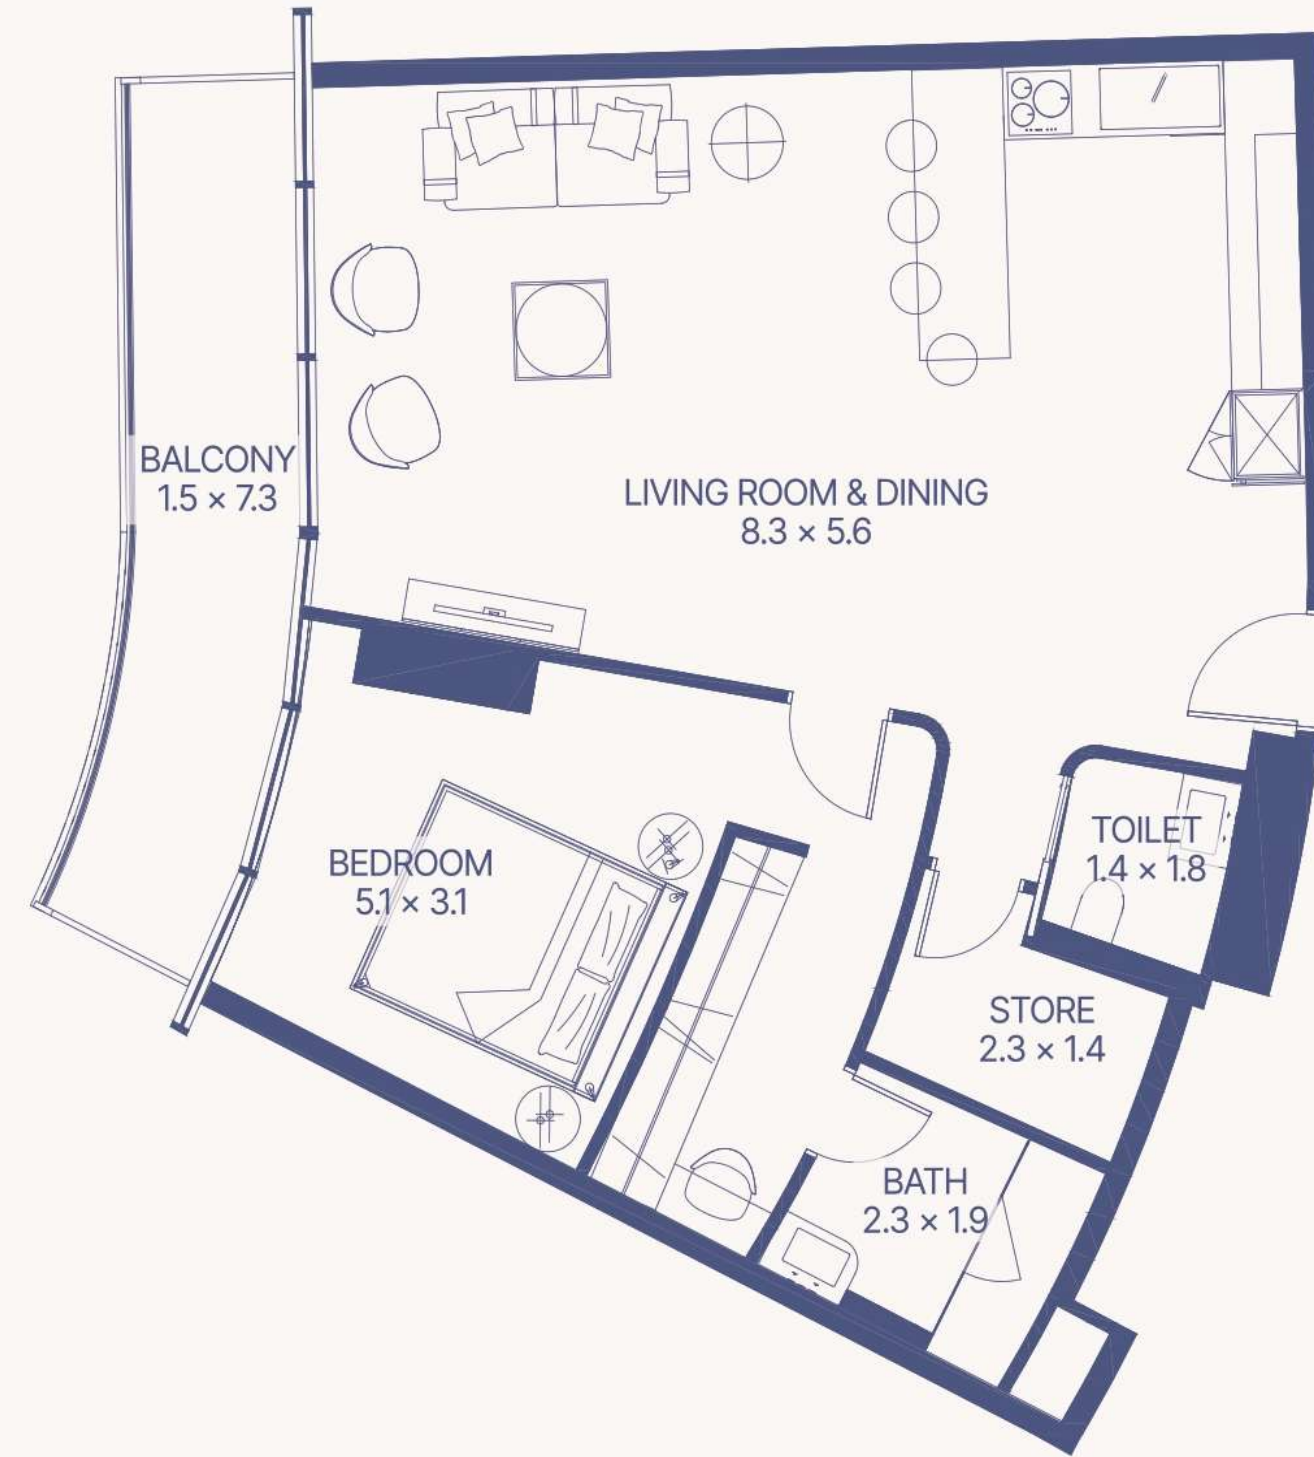 BALCONY
1.5 × 7.3
LIVING ROOM & DINING
8.3 × 5.6
BEDROOM
5.1 × 3.1
TOILET
1.4 × 1.8
STORE
2.3 × 1.4
BATH
2.3 × 1.9